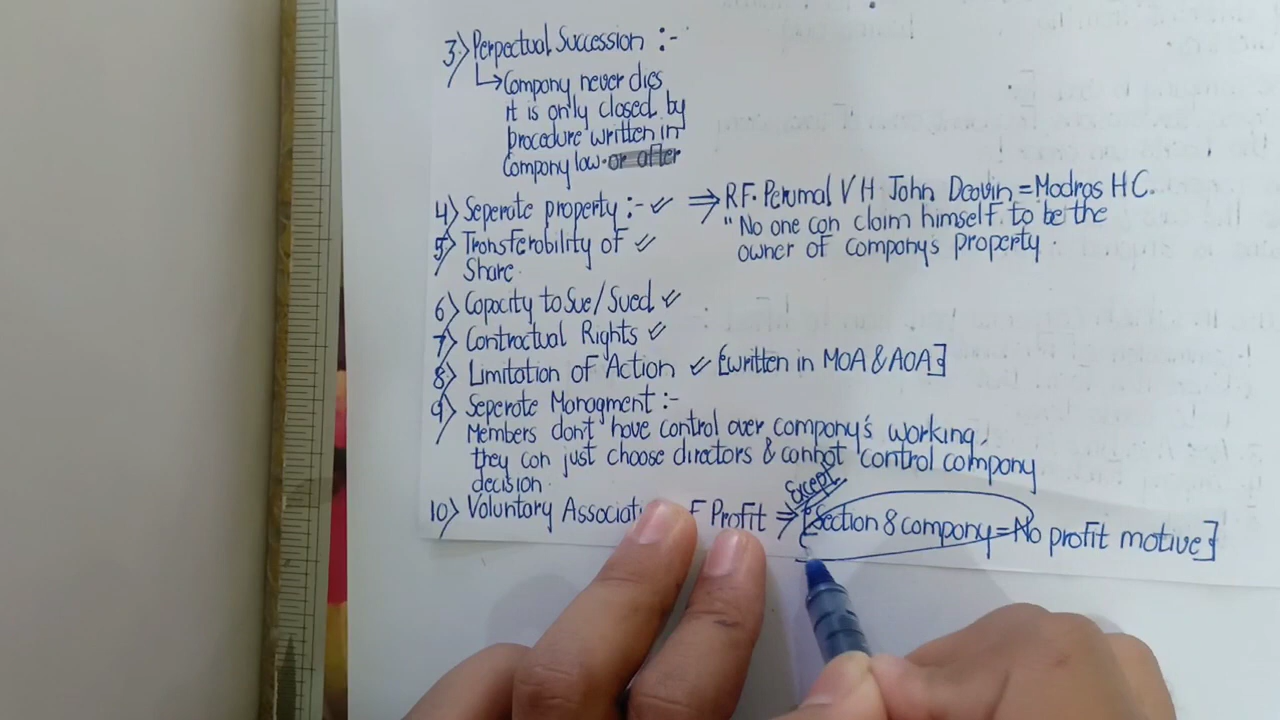 3) Perpectual Succession :-
↳ Company never dies
it is only closed by
procedure written in
Company law. or after
4) Seperate property :- ✓ ⇒ R.F. Perumal V H. John Deavin = Madras H.C.
"No one can claim himself to be the
owner of company's property.
5) Transferability of ✓
Share.
6) Capacity to Sue/Sued ✓
7) Contractual Rights ✓
8) Limitation of Action ✓ [written in MOA & AOA]
9) Seperate Managment :-
Members don't have control over company's working,
they can just choose directors & cannot control company
decision.
Except
10) Voluntary Associati F Profit ⇒ [Section 8 company = No profit motive]